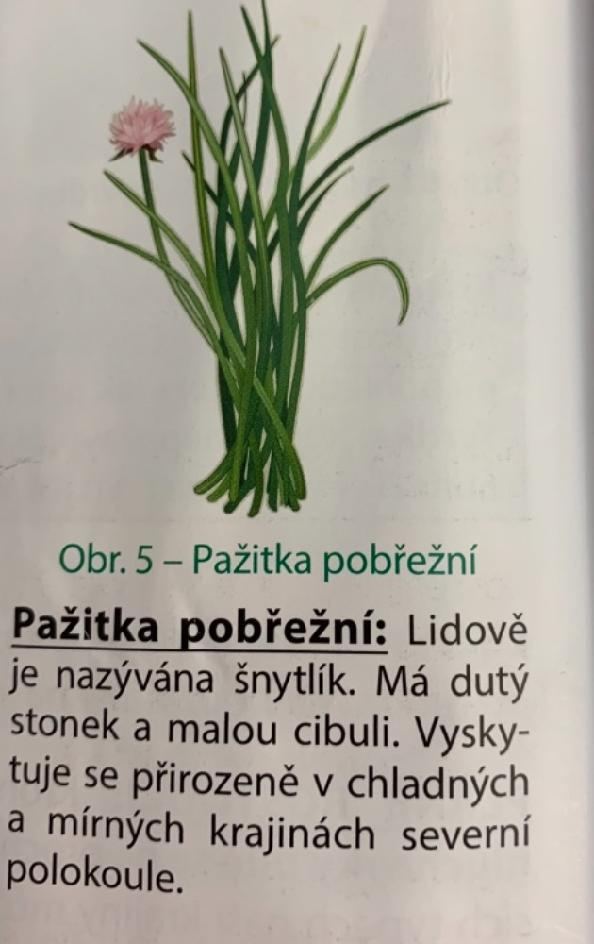 Obr. 5 – Pažitka pobřežní
Pažitka pobřežní: Lidově
je nazývána šnytlík. Má dutý
stonek a malou cibuli. Vysky-
tuje se přirozeně v chladných
a mírných krajinách severní
polokoule.